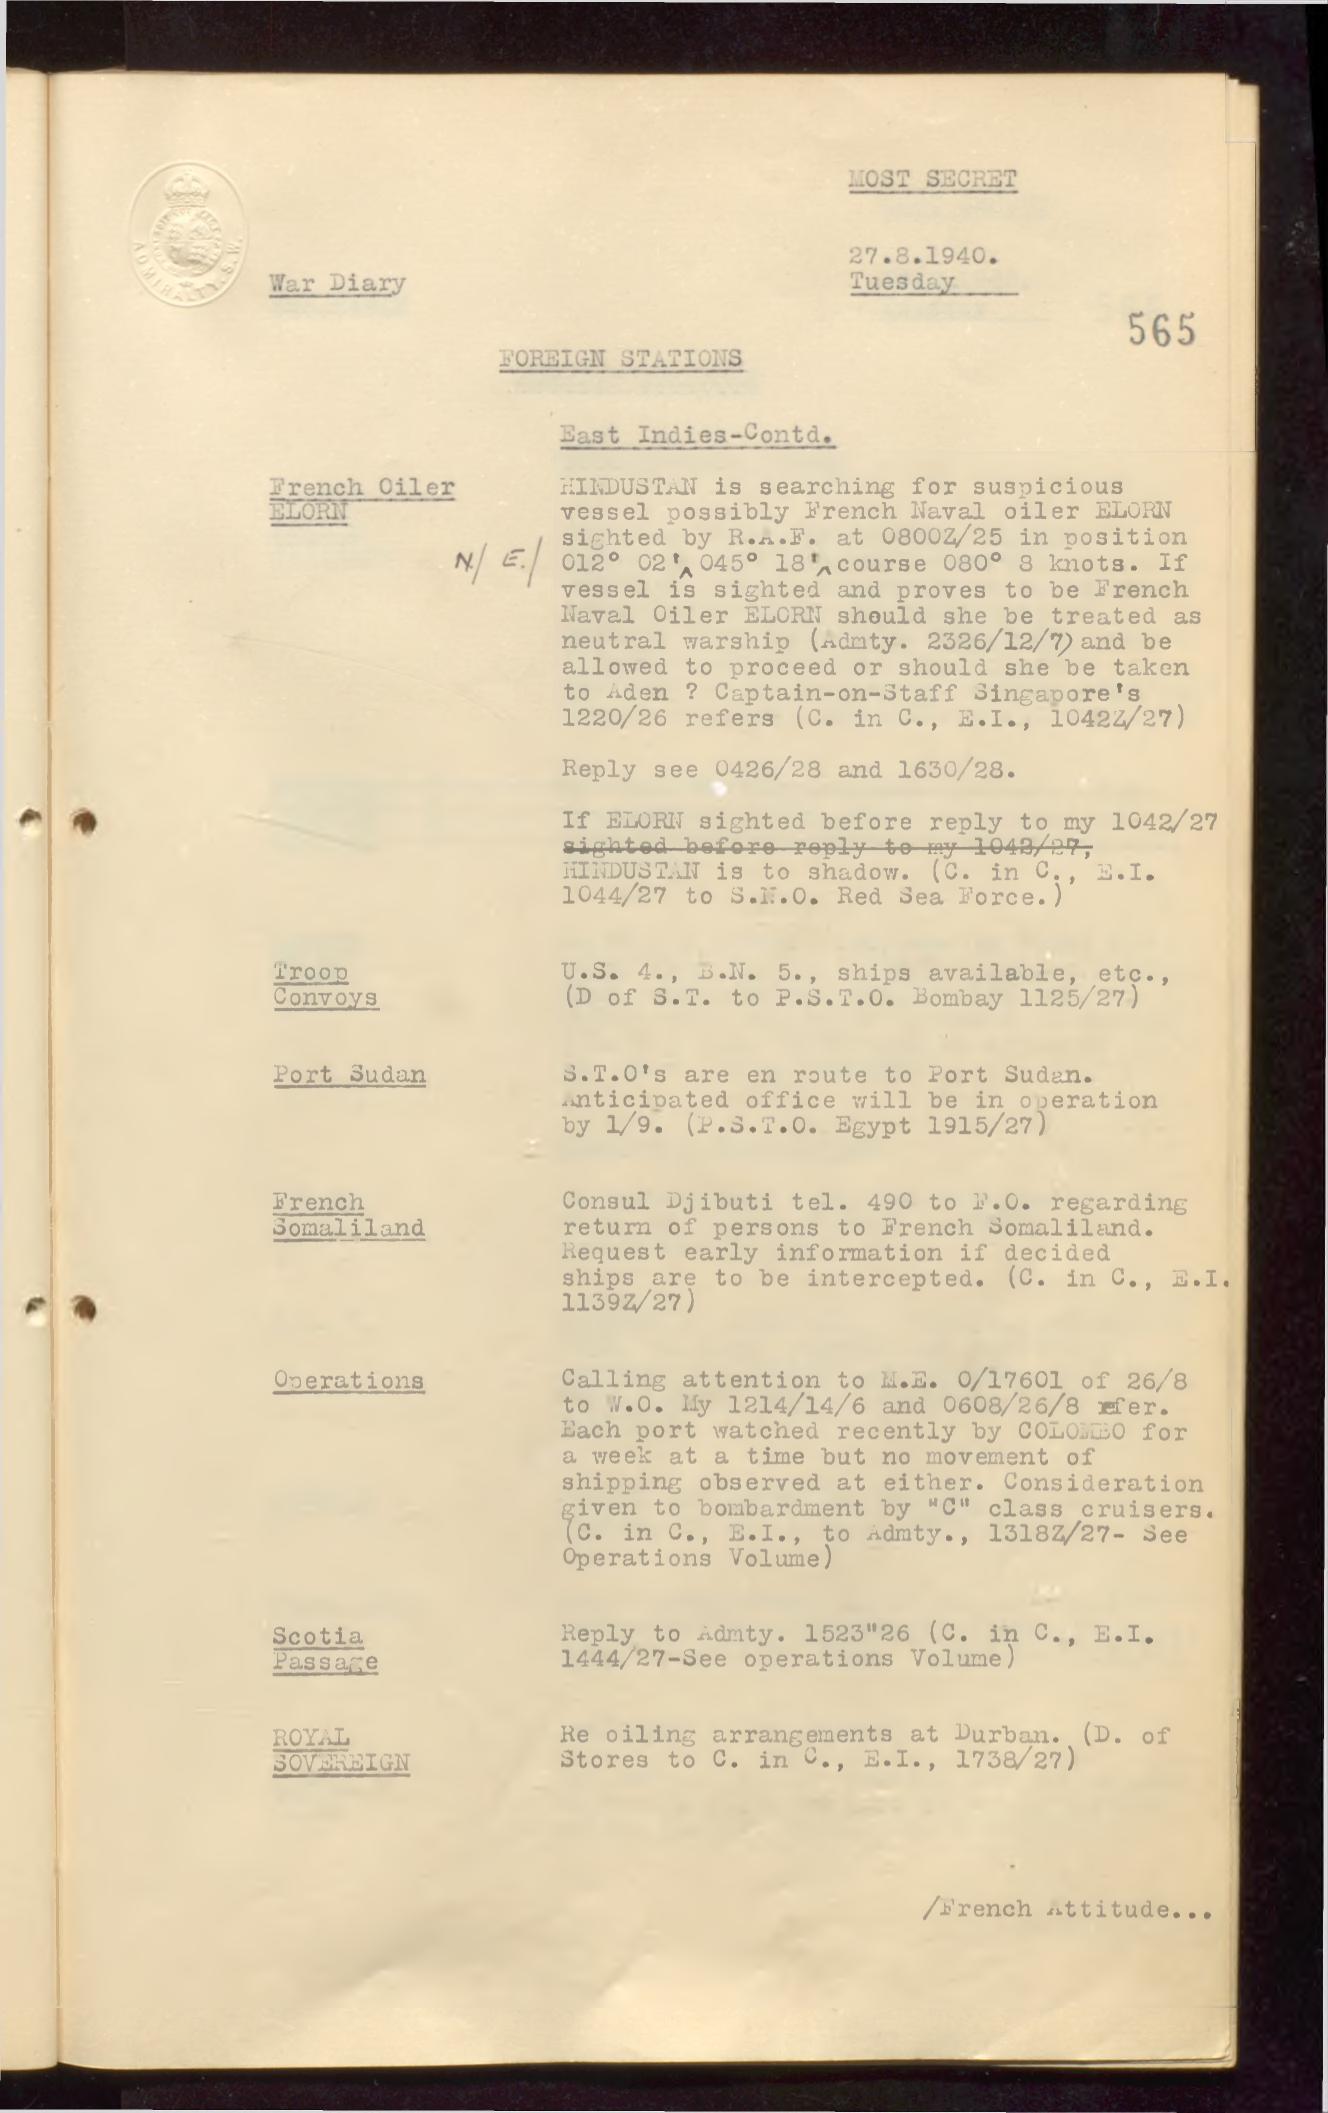 MOST SECRET
27.8.1940.
Tuesday
ADMIRALTY. S.W.
War Diary
565
FOREIGN STATIONS
East Indies-Contd.
French Oiler
ELORN
HINDUSTAN is searching for suspicious
vessel possibly French Naval oiler ELORN
sighted by R.A.F. at 0800Z/25 in position
N/ E./ 012° 02'‸045° 18'‸course 080° 8 knots. If
vessel is sighted and proves to be French
Naval Oiler ELORN should she be treated as
neutral warship (Admty. 2326/12/7) and be
allowed to proceed or should she be taken
to Aden ? Captain-on-Staff Singapore's
1220/26 refers (C. in C., E.I., 1042Z/27)
Reply see 0426/28 and 1630/28.
If ELORN sighted before reply to my 1042/27
sighted before reply to my 1042/27,
HINDUSTAN is to shadow. (C. in C., E.I.
1044/27 to S.N.O. Red Sea Force.)
Troop
Convoys
U.S. 4., B.N. 5., ships available, etc.,
(D of S.T. to P.S.T.O. Bombay 1125/27)
Port Sudan
S.T.O's are en route to Port Sudan.
Anticipated office will be in operation
by 1/9. (P.S.T.O. Egypt 1915/27)
French
Somaliland
Consul Djibuti tel. 490 to F.O. regarding
return of persons to French Somaliland.
Request early information if decided
ships are to be intercepted. (C. in C., E.I.
1139Z/27)
Operations
Calling attention to M.E. 0/17601 of 26/8
to W.O. My 1214/14/6 and 0608/26/8 refer.
Each port watched recently by COLOMBO for
a week at a time but no movement of
shipping observed at either. Consideration
given to bombardment by "C" class cruisers.
(C. in C., E.I., to Admty., 1318Z/27- See
Operations Volume)
Scotia
Passage
Reply to Admty. 1523"26 (C. in C., E.I.
1444/27-See operations Volume)
ROYAL
SOVEREIGN
Re oiling arrangements at Durban. (D. of
Stores to C. in C., E.I., 1738/27)
/French Attitude...